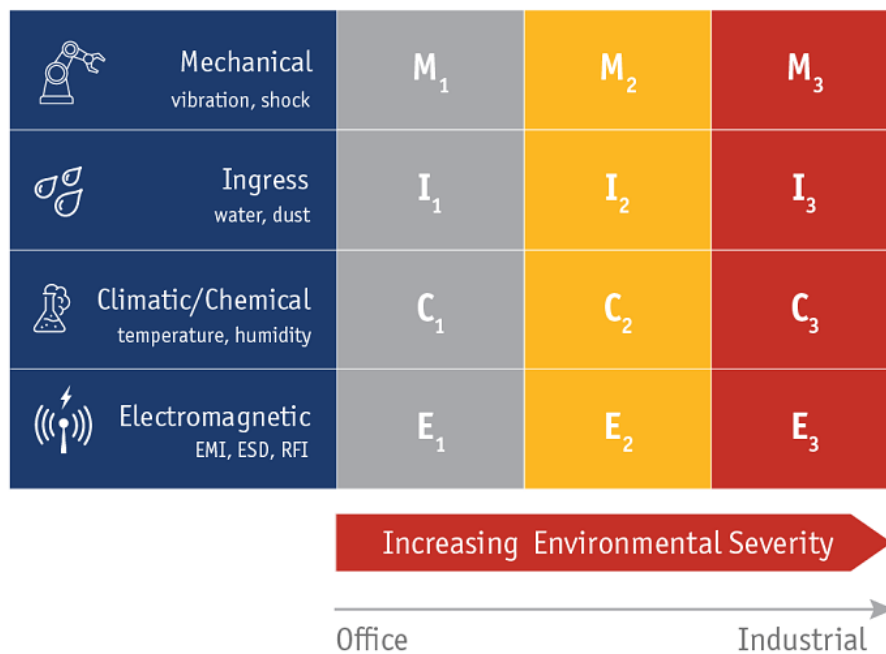 Mechanical
vibration, shock
M1 M2 M3
Ingress
water, dust
I1 I2 I3
Climatic/Chemical
temperature, humidity
C1 C2 C3
Electromagnetic
EMI, ESD, RFI
E1 E2 E3
Increasing Environmental Severity
Office Industrial